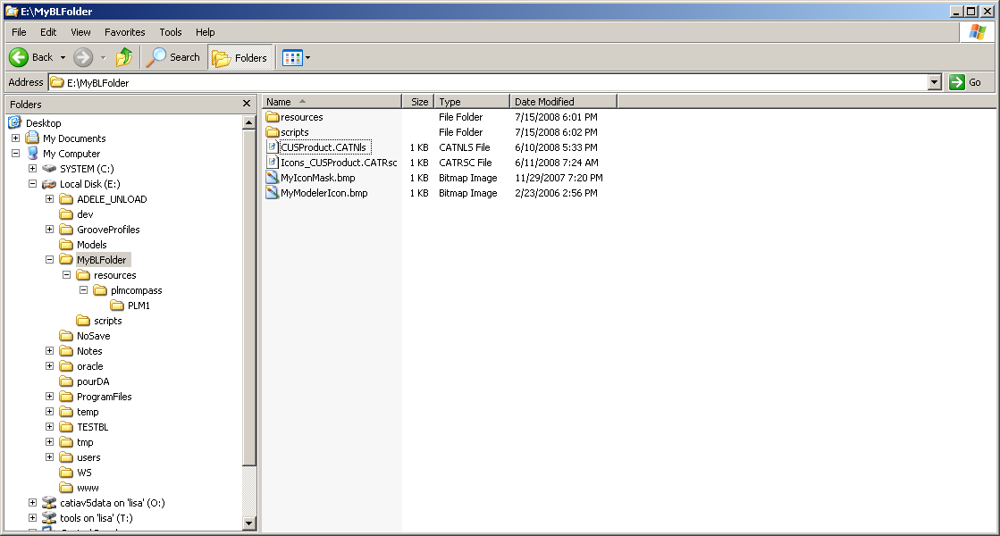 E:\MyBLFolder
File Edit View Favorites Tools Help
Back Search Folders
Address E:\MyBLFolder Go
Folders
Desktop
My Documents
My Computer
SYSTEM (C:)
Local Disk (E:)
ADELE_UNLOAD
dev
GrooveProfiles
Models
MyBLFolder
resources
plmcompass
PLM1
scripts
NoSave
Notes
oracle
pourDA
ProgramFiles
temp
TESTBL
tmp
users
WS
www
catiav5data on 'lisa' (O:)
tools on 'lisa' (T:)
Name Size Type Date Modified
resources File Folder 7/15/2008 6:01 PM
scripts File Folder 7/15/2008 6:02 PM
CUSProduct.CATNls 1 KB CATNLS File 6/10/2008 5:33 PM
Icons_CUSProduct.CATRsc 1 KB CATRSC File 6/11/2008 7:24 AM
MyIconMask.bmp 1 KB Bitmap Image 11/29/2007 7:20 PM
MyModelerIcon.bmp 1 KB Bitmap Image 2/23/2006 2:56 PM